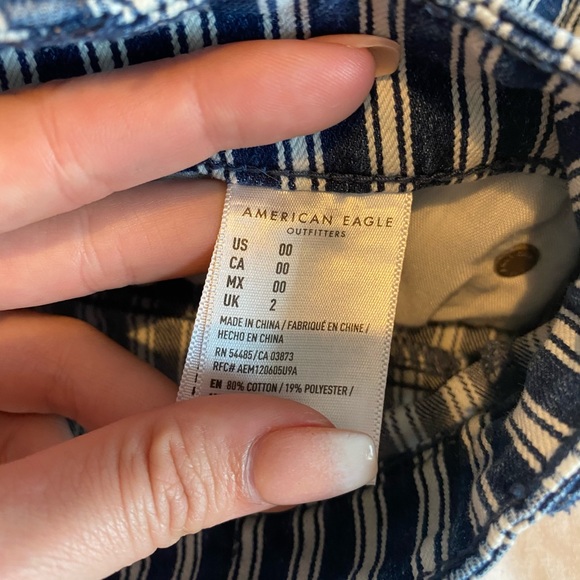 AMERICAN EAGLE
OUTFITTERS
US 00
CA 00
MX 00
UK 2
MADE IN CHINA / FABRIQUÉ EN CHINE /
HECHO EN CHINA
RN 54485/CA 03873
RFC# AEM120605U9A
EN 80% COTTON / 19% POLYESTER /